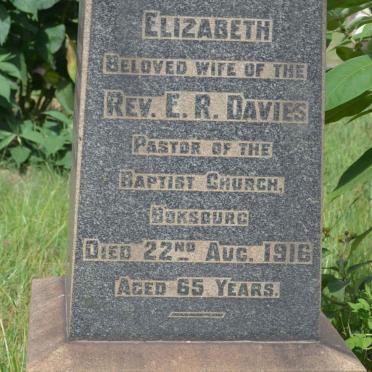 Elizabeth
Beloved wife of the
Rev. E. R. Davies
Pastor of the
Baptist Church,
Boksburg
Died 22ND Aug. 1916
Aged 65 Years.